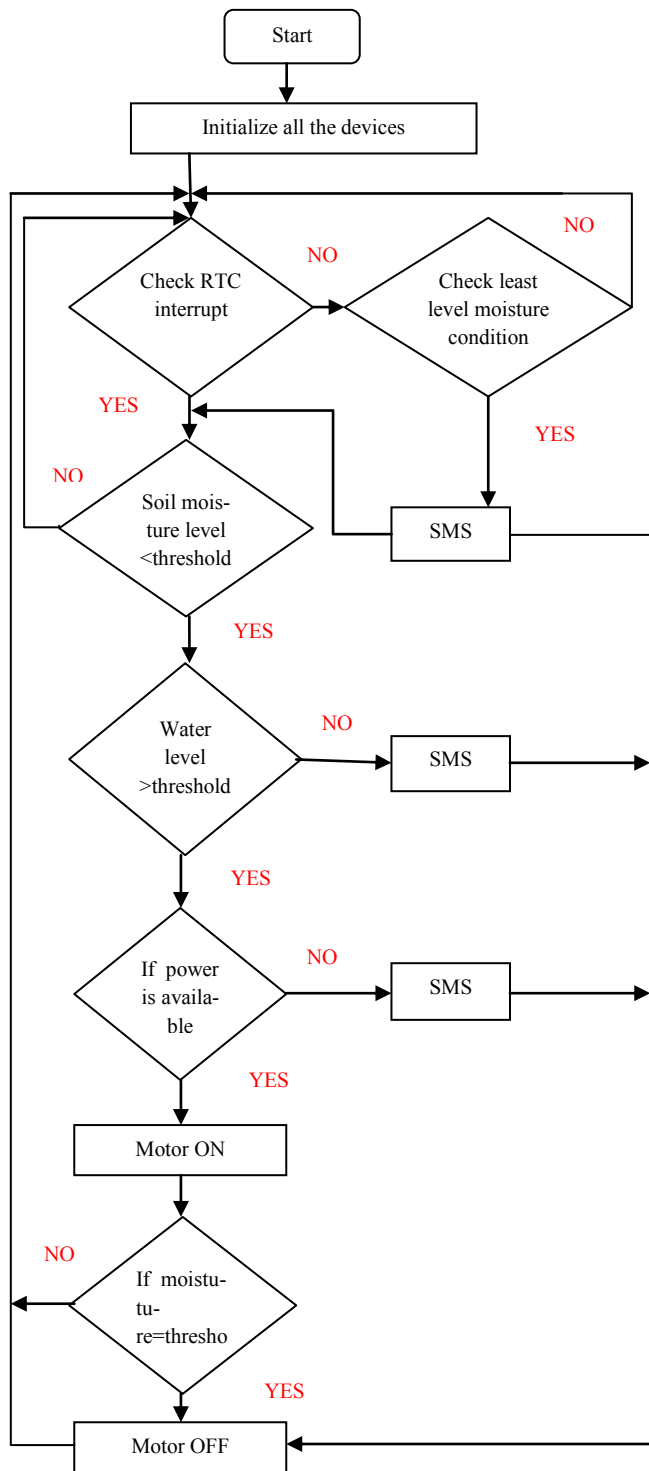 Start
Initialize all the devices
NO
NO
Check RTC
interrupt
Check least
level moisture
condition
YES
YES
NO
Soil mois-
ture level
<threshold
SMS
YES
NO
Water
level
>threshold
SMS
YES
NO
If power
is availa-
ble
SMS
YES
Motor ON
NO
If moistu-
tu-
re=thresho
YES
Motor OFF